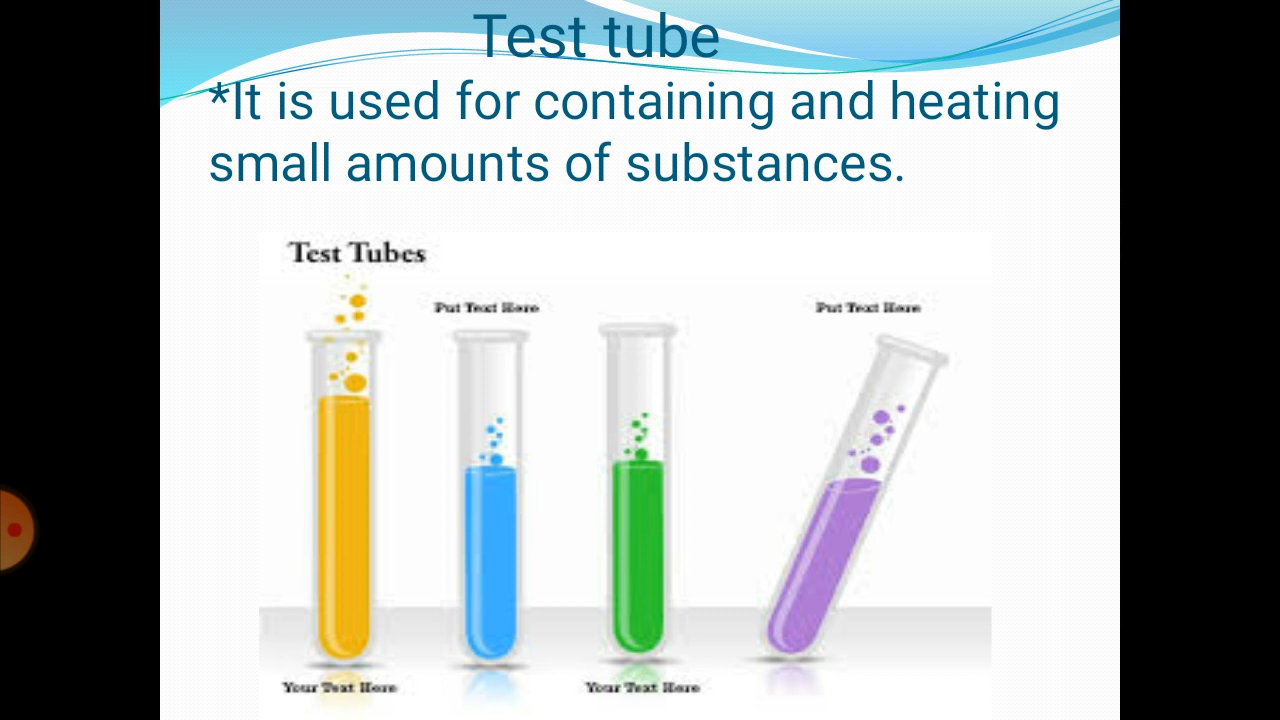 Test tube
*It is used for containing and heating
small amounts of substances.
Test Tubes
Put Text Here
Put Text Here
Your Text Here
Your Text Here